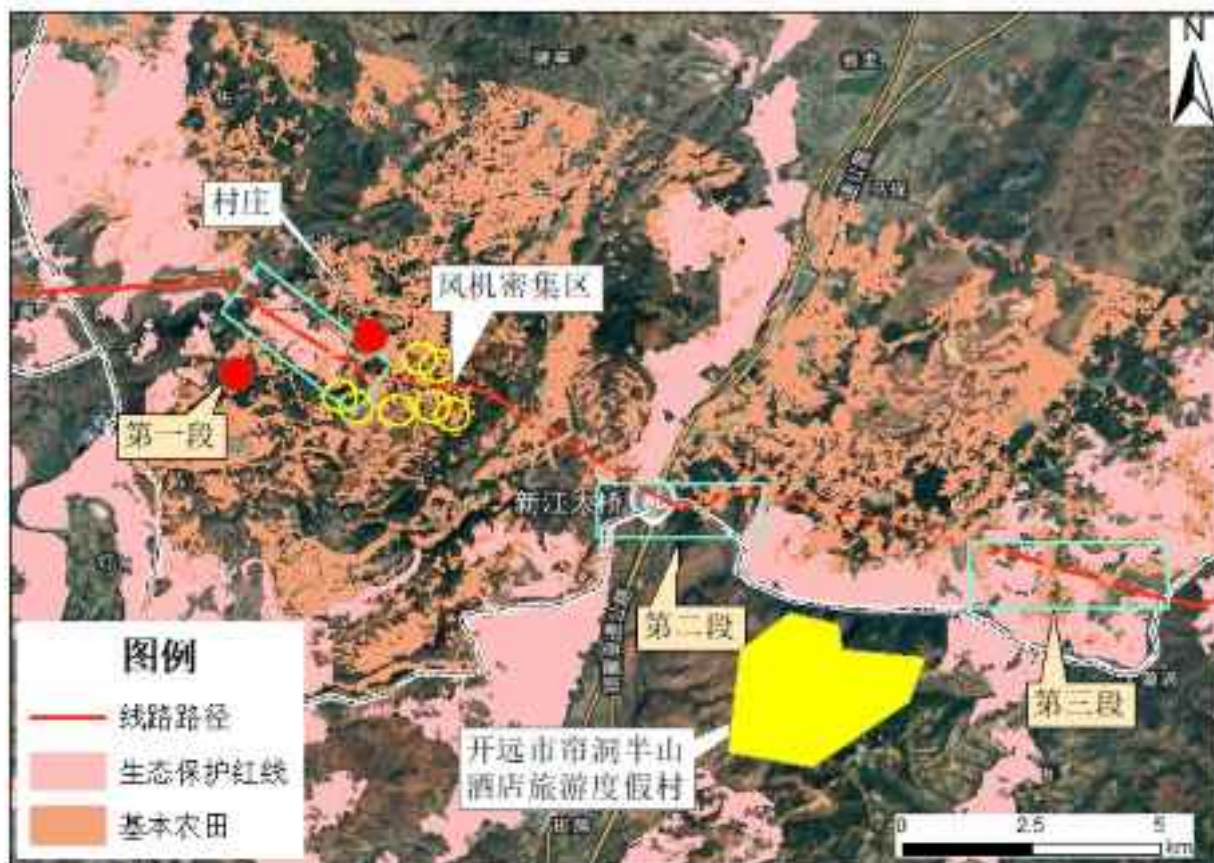 N
村庄
风机密集区
第一段
新江大桥
第二段
第三段
开远市帘洞半山
酒店旅游度假村
图例
线路路径
生态保护红线
基本农田
0
2.5
5
km